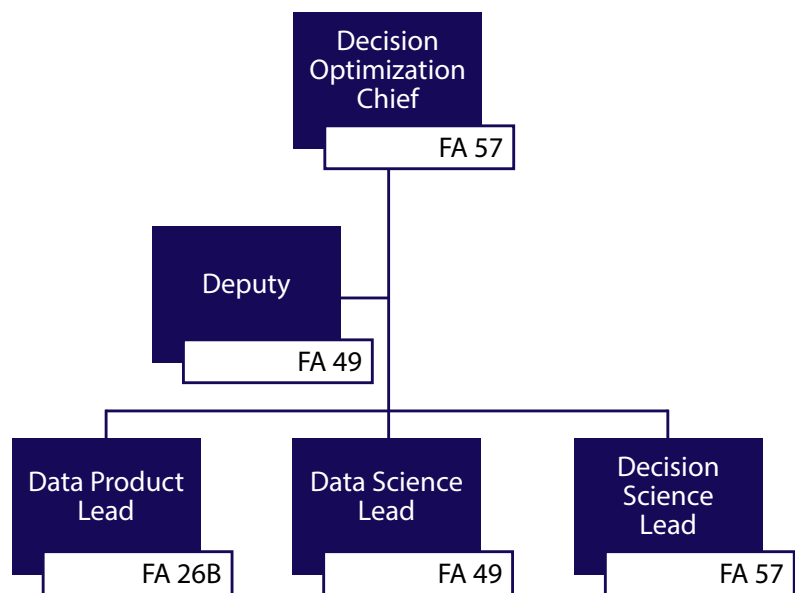 Decision
Optimization
Chief
FA 57
Deputy
FA 49
Data Product
Lead
FA 26B
Data Science
Lead
FA 49
Decision
Science
Lead
FA 57